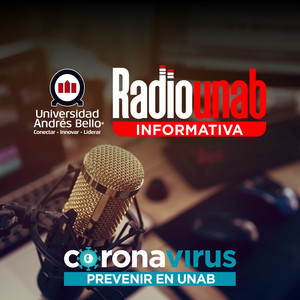 Universidad
Andrés Bello®
Conectar • Innovar • Liderar
Radiounab
INFORMATIVA
coronavirus
PREVENIR EN UNAB